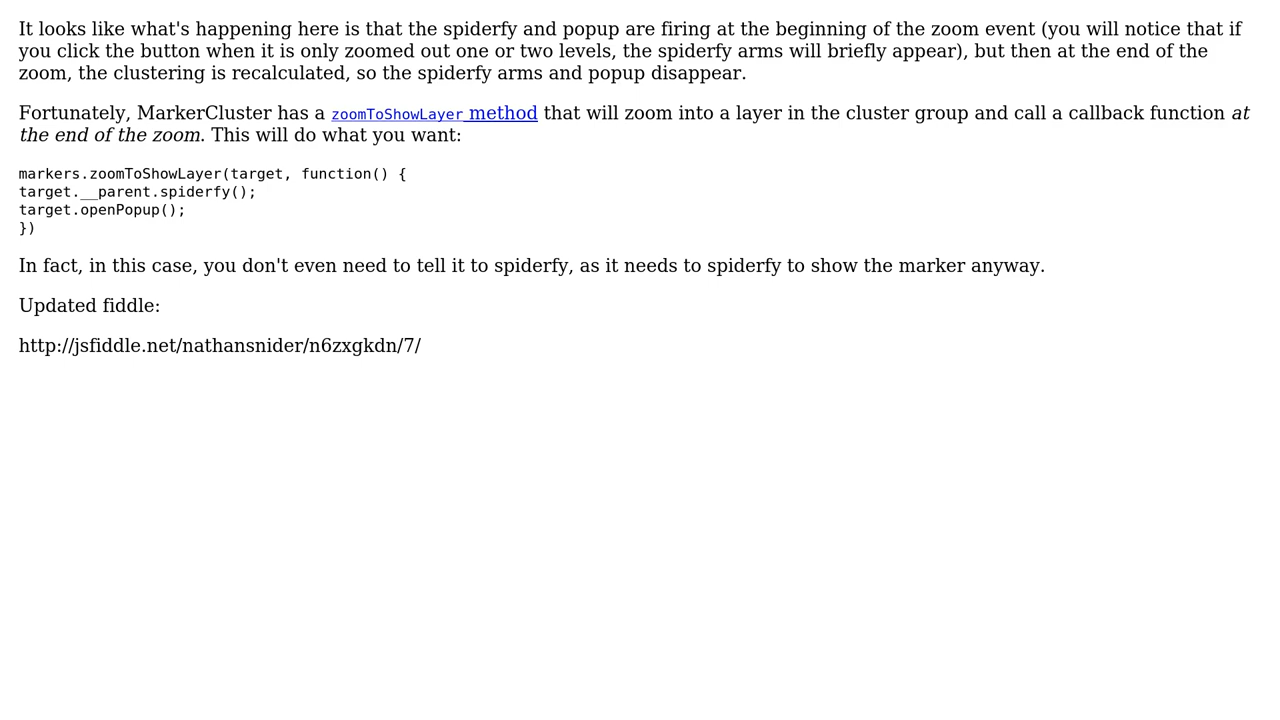 It looks like what's happening here is that the spiderfy and popup are firing at the beginning of the zoom event (you will notice that if
you click the button when it is only zoomed out one or two levels, the spiderfy arms will briefly appear), but then at the end of the
zoom, the clustering is recalculated, so the spiderfy arms and popup disappear.
Fortunately, MarkerCluster has a zoomToShowLayer method that will zoom into a layer in the cluster group and call a callback function at
the end of the zoom. This will do what you want:
markers.zoomToShowLayer(target, function() {
target.__parent.spiderfy();
target.openPopup();
})
In fact, in this case, you don't even need to tell it to spiderfy, as it needs to spiderfy to show the marker anyway.
Updated fiddle:
http://jsfiddle.net/nathansnider/n6zxgkdn/7/